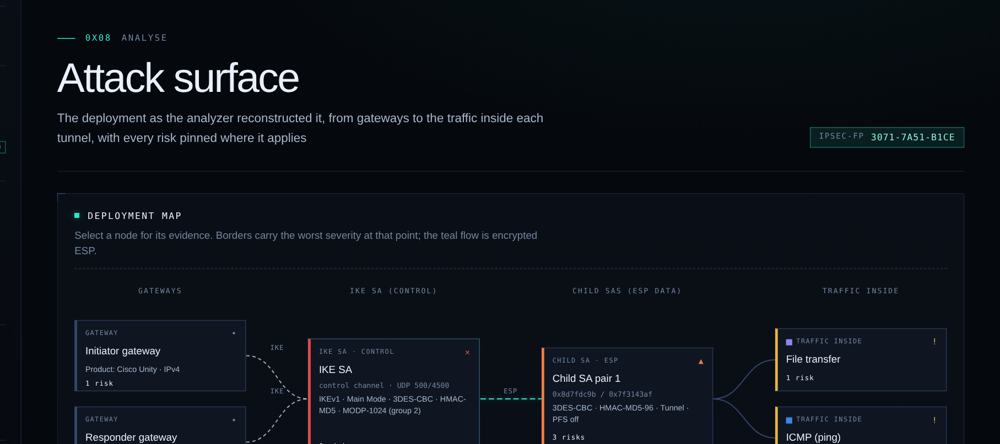 0X08 ANALYSE
Attack surface
The deployment as the analyzer reconstructed it, from gateways to the traffic inside each
tunnel, with every risk pinned where it applies
IPSEC-FP 3071-7A51-B1CE
DEPLOYMENT MAP
Select a node for its evidence. Borders carry the worst severity at that point; the teal flow is encrypted
ESP.
GATEWAYS
IKE SA (CONTROL)
CHILD SAS (ESP DATA)
TRAFFIC INSIDE
GATEWAY
Initiator gateway
Product: Cisco Unity · IPv4
1 risk
GATEWAY
Responder gateway
IKE
IKE
IKE SA · CONTROL
IKE SA
control channel · UDP 500/4500
IKEv1 · Main Mode · 3DES-CBC · HMAC-
MD5 · MODP-1024 (group 2)
ESP
CHILD SA · ESP
Child SA pair 1
0x8d7fdc9b / 0x7f3143af
3DES-CBC · HMAC-MD5-96 · Tunnel ·
PFS off
3 risks
TRAFFIC INSIDE !
File transfer
1 risk
TRAFFIC INSIDE !
ICMP (ping)